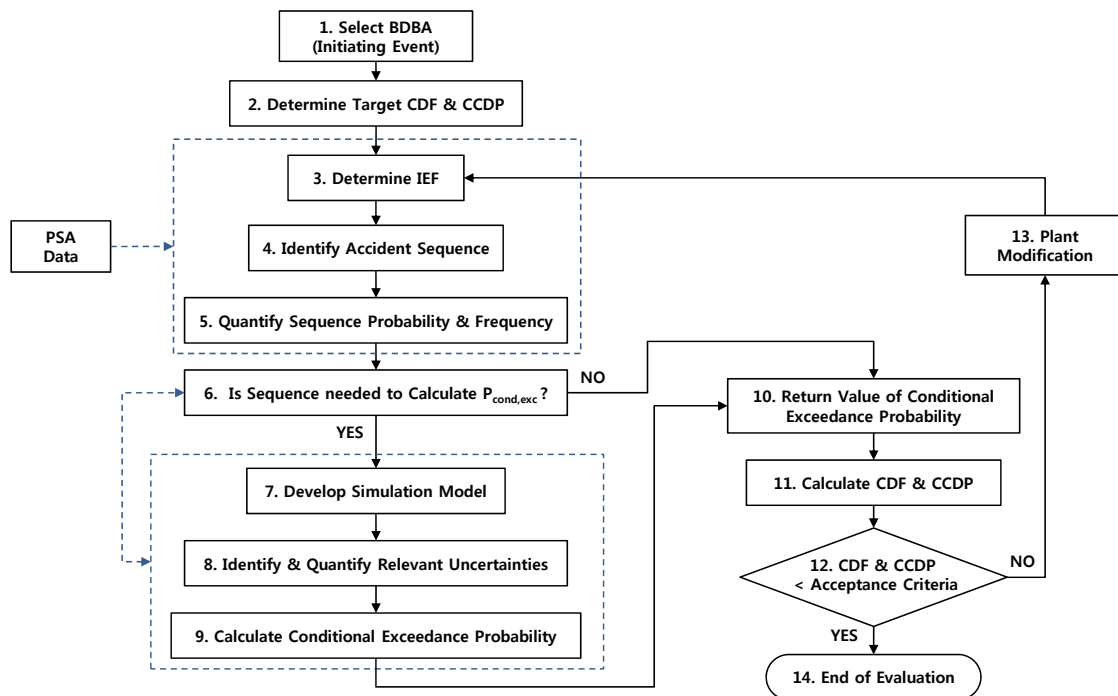 1. Select BDBA
(Initiating Event)
2. Determine Target CDF & CCDP
3. Determine IEF
PSA
Data
4. Identify Accident Sequence
5. Quantify Sequence Probability & Frequency
6. Is Sequence needed to Calculate P_cond,exc ?
NO
YES
7. Develop Simulation Model
8. Identify & Quantify Relevant Uncertainties
9. Calculate Conditional Exceedance Probability
10. Return Value of Conditional
Exceedance Probability
11. Calculate CDF & CCDP
12. CDF & CCDP
< Acceptance Criteria
NO
YES
13. Plant
Modification
14. End of Evaluation